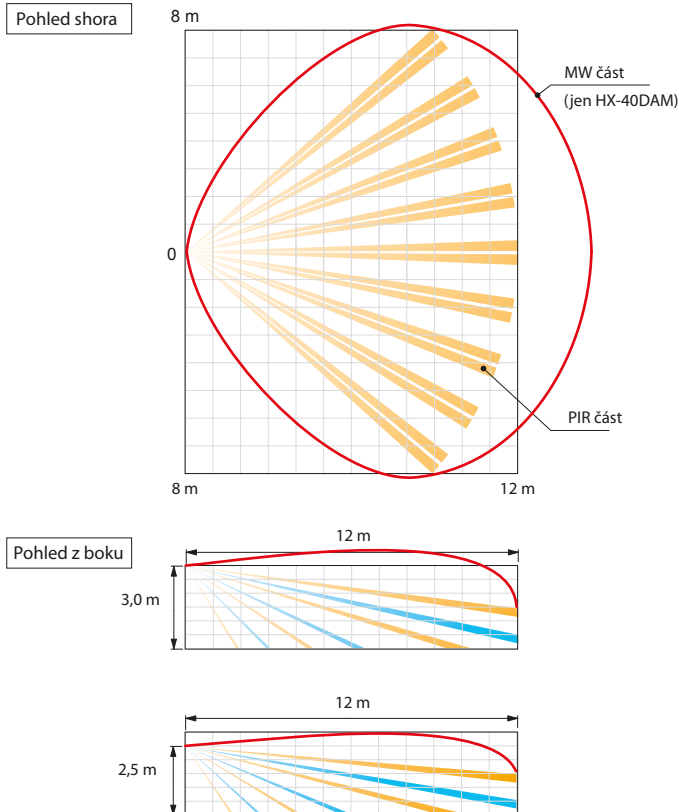 Pohled shora
8 m
MW část
(jen HX-40DAM)
0
PIR část
8 m
12 m
Pohled z boku
12 m
3,0 m
12 m
2,5 m